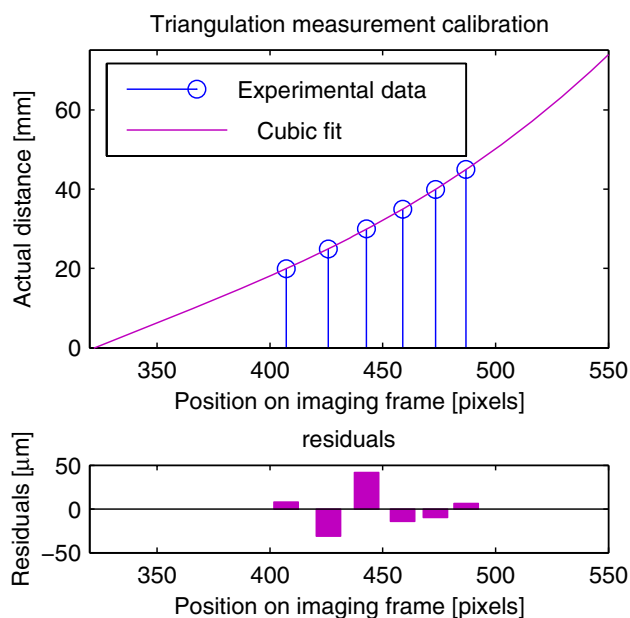 Triangulation measurement calibration
Actual distance [mm]
60
40
20
0
Experimental data
Cubic fit
350 400 450 500 550
Position on imaging frame [pixels]
residuals
Residuals [µm]
50
0
−50
350 400 450 500 550
Position on imaging frame [pixels]